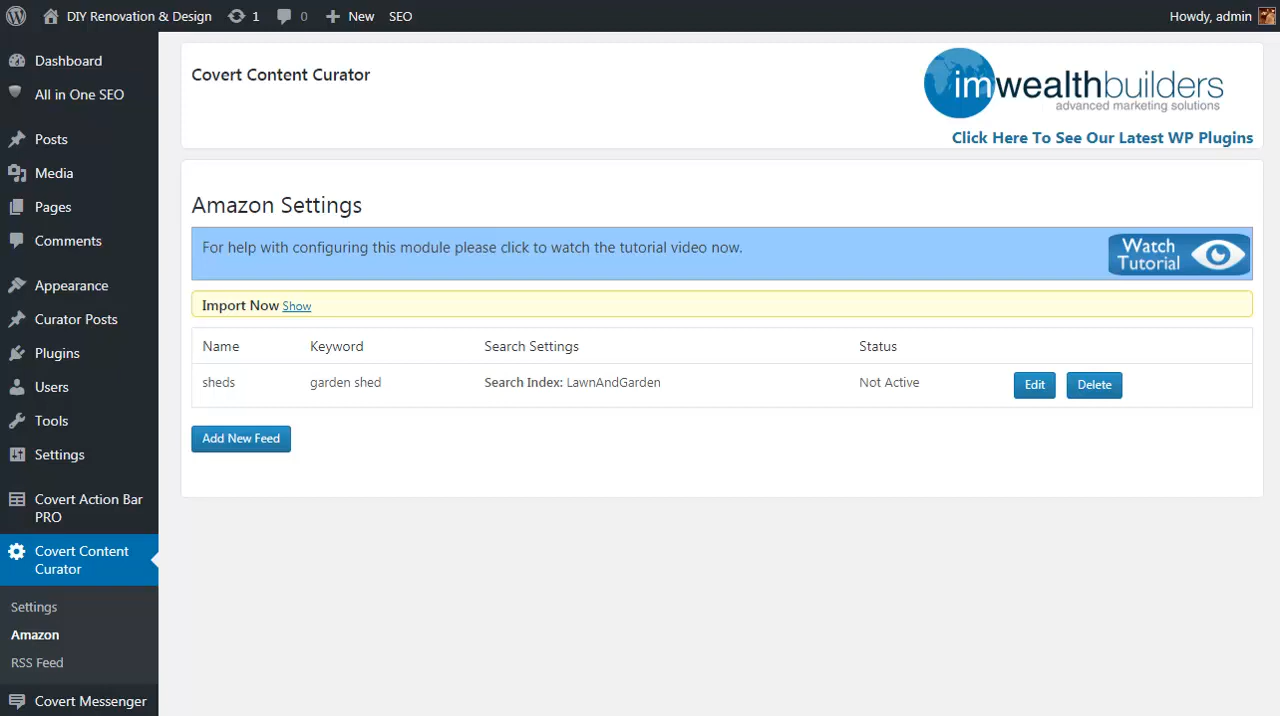 DIY Renovation & Design 1 0 New SEO Howdy, admin
Dashboard
All in One SEO
Posts
Media
Pages
Comments
Appearance
Curator Posts
Plugins
Users
Tools
Settings
Covert Action Bar
PRO
Covert Content
Curator
Settings
Amazon
RSS Feed
Covert Messenger
Covert Content Curator
imwealthbuilders
advanced marketing solutions
Click Here To See Our Latest WP Plugins
Amazon Settings
For help with configuring this module please click to watch the tutorial video now.
Watch
Tutorial
Import Now Show
Name Keyword Search Settings Status
sheds garden shed Search Index: LawnAndGarden Not Active Edit Delete
Add New Feed